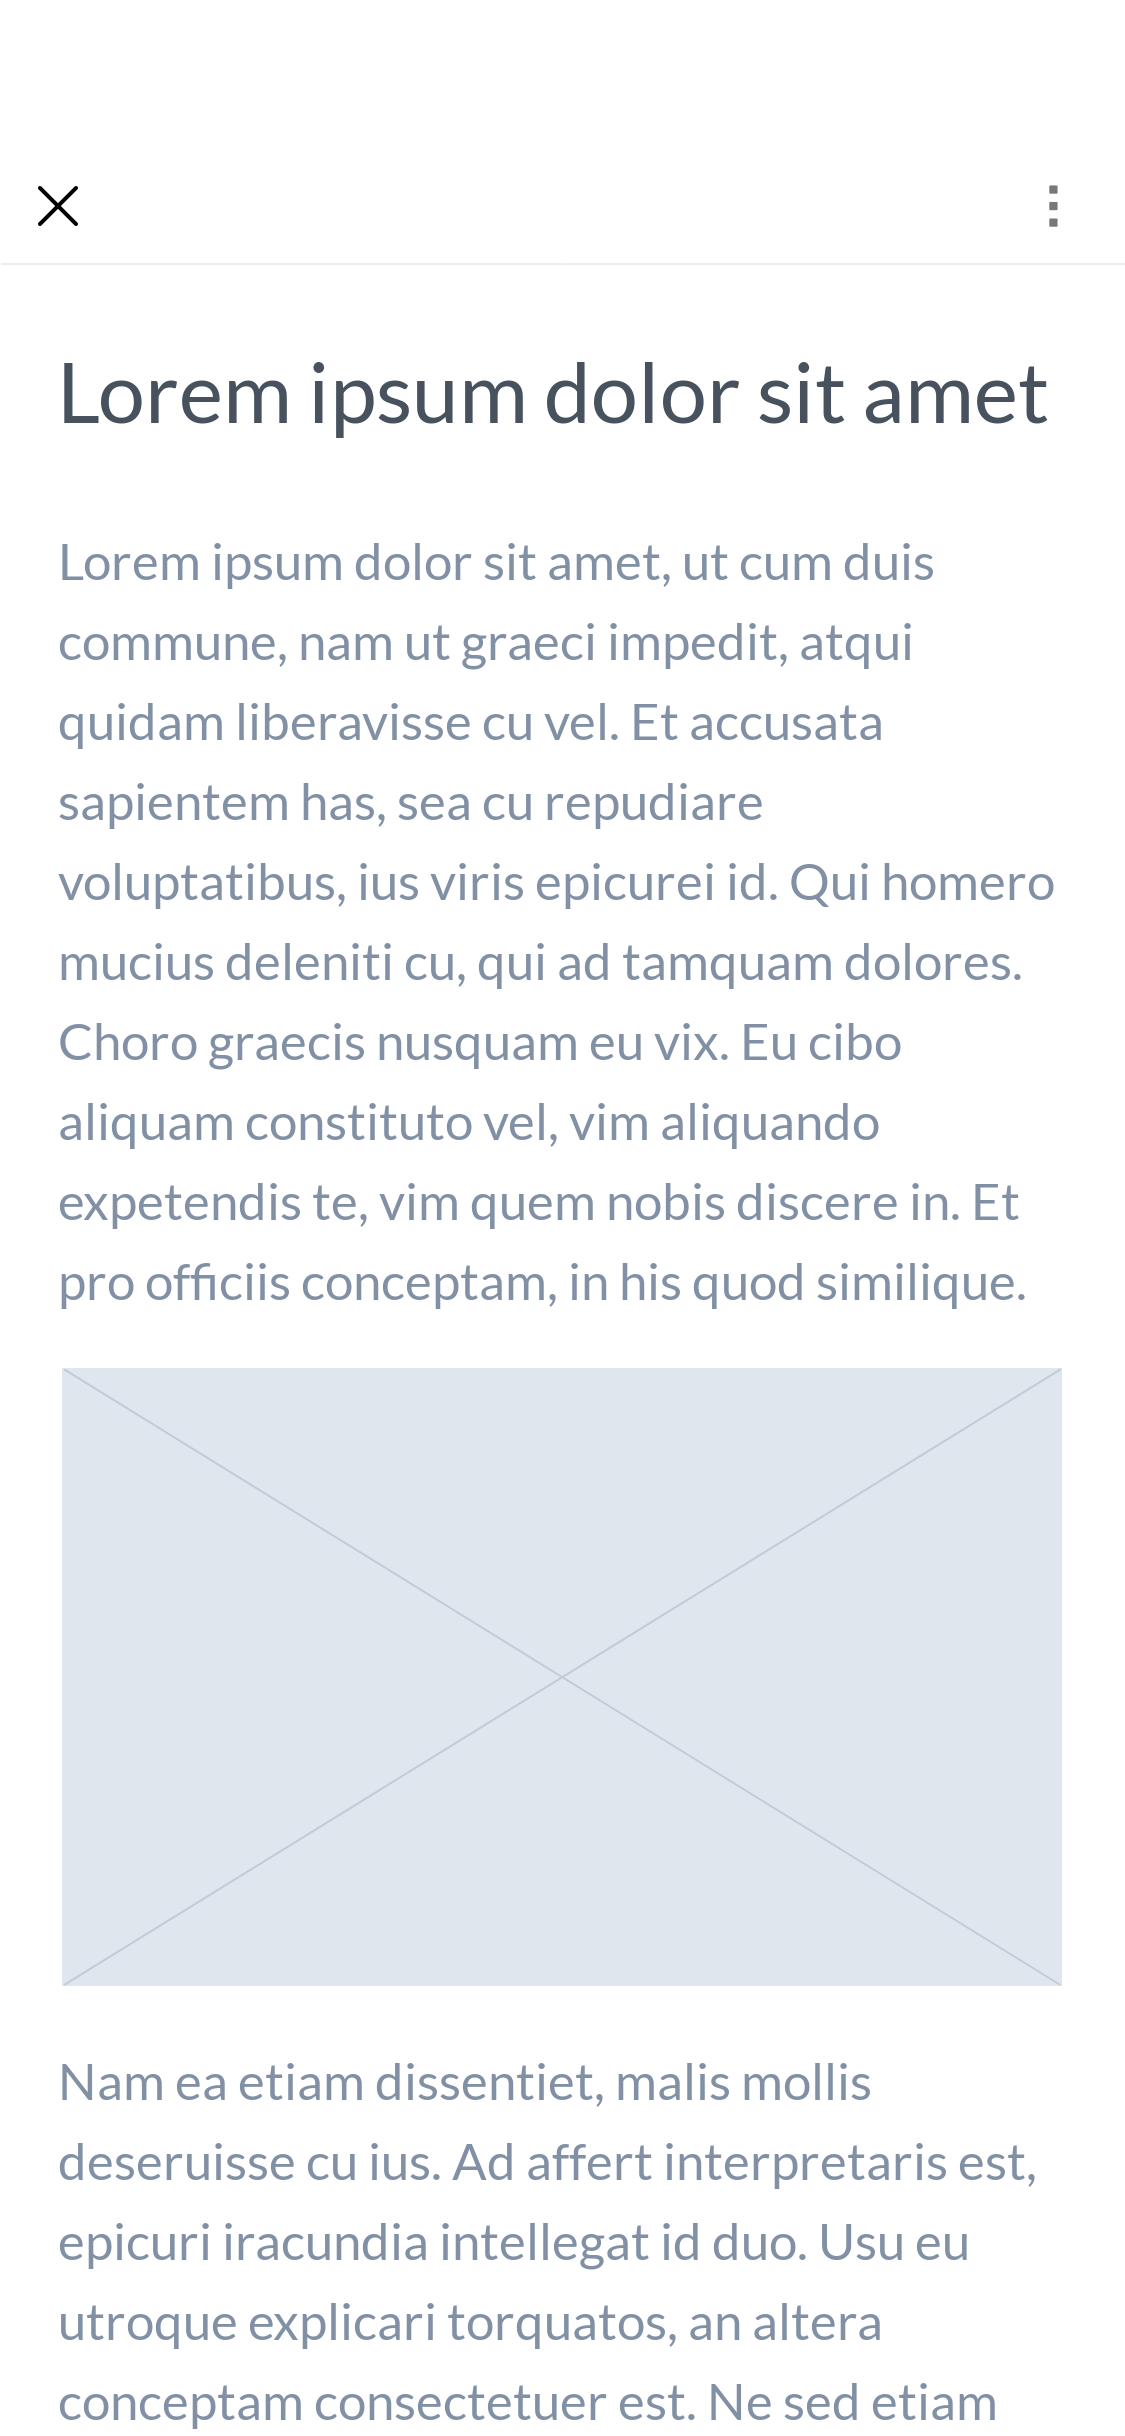 Lorem ipsum dolor sit amet
Lorem ipsum dolor sit amet, ut cum duis
commune, nam ut graeci impedit, atqui
quidam liberavisse cu vel. Et accusata
sapientem has, sea cu repudiare
voluptatibus, ius viris epicurei id. Qui homero
mucius deleniti cu, qui ad tamquam dolores.
Choro graecis nusquam eu vix. Eu cibo
aliquam constituto vel, vim aliquando
expetendis te, vim quem nobis discere in. Et
pro officiis conceptam, in his quod similique.
Nam ea etiam dissentiet, malis mollis
deseruisse cu ius. Ad affert interpretaris est,
epicuri iracundia intellegat id duo. Usu eu
utroque explicari torquatos, an altera
conceptam consectetuer est. Ne sed etiam